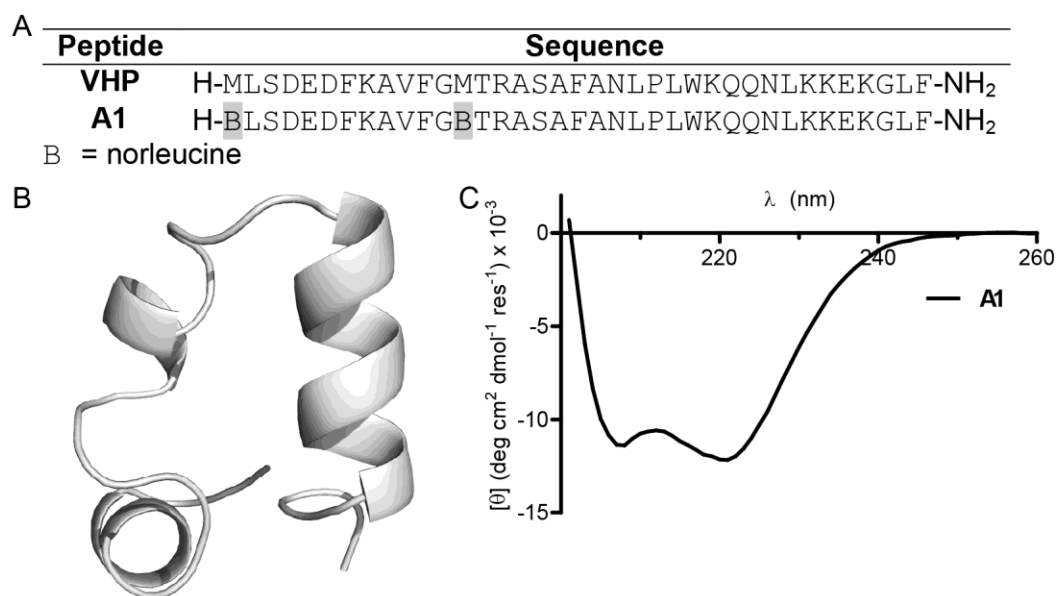 A
Peptide Sequence
VHP H-MLSDEDFKAVFGMTRASAFANLPLWKQQNLKKEKGLF-NH₂
A1 H-BLSDEDFKAVFGBTRASAFANLPLWKQQNLKKEKGLF-NH₂
B = norleucine
B
C
λ (nm)
0
220
240
260
-5
-10
-15
[θ] (deg cm² dmol⁻¹ res⁻¹) x 10⁻³
A1